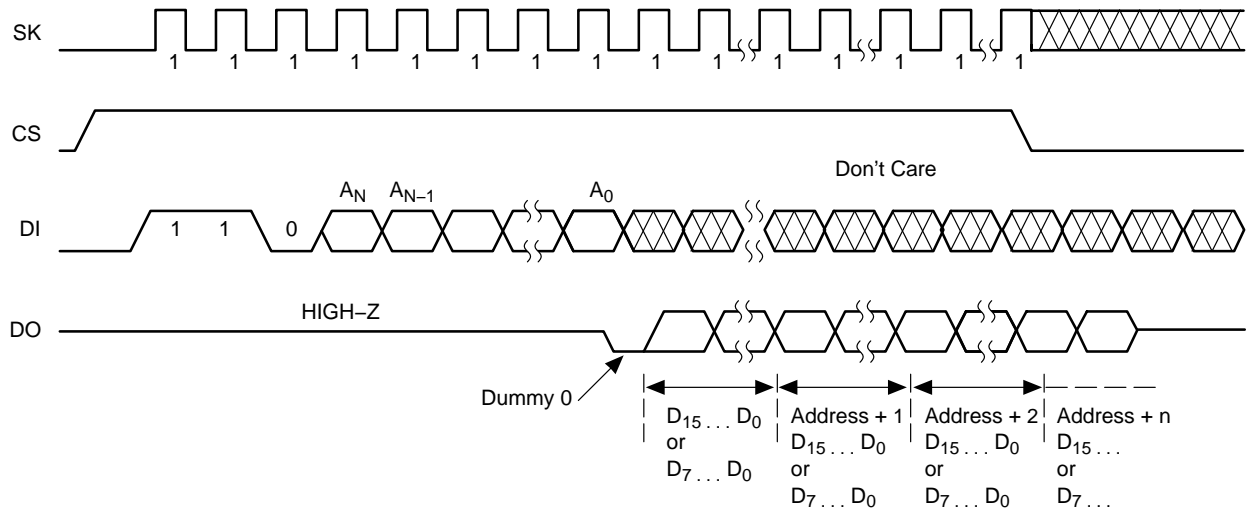 SK
1 1 1 1 1 1 1 1 1 1 1 1 1 1 1
CS
Don't Care
A_N A_N–1 A_0
DI 1 1 0
HIGH–Z
DO
Dummy 0
D_15 . . . D_0
or
D_7 . . . D_0
Address + 1
D_15 . . . D_0
or
D_7 . . . D_0
Address + 2
D_15 . . . D_0
or
D_7 . . . D_0
Address + n
D_15 . . .
or
D_7 . . .